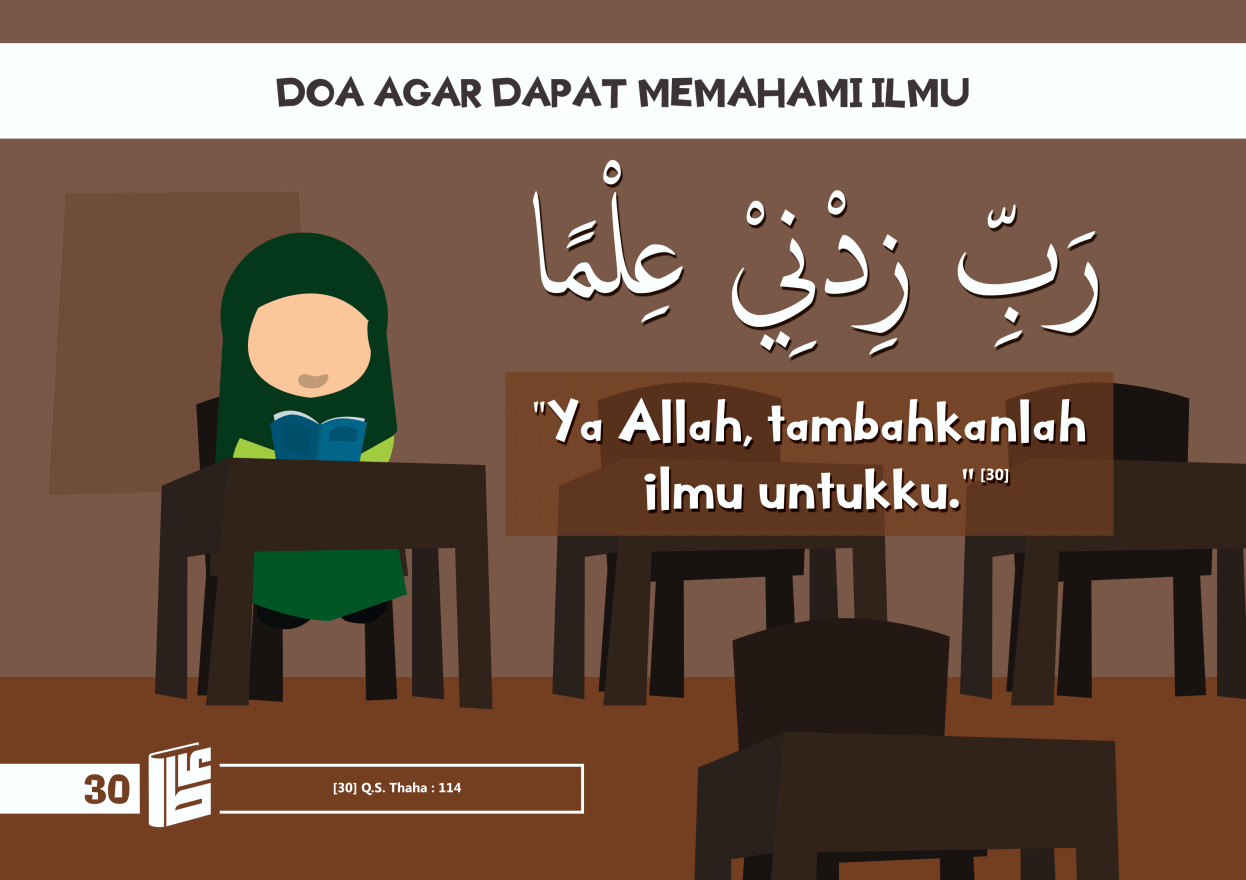 DOA AGAR DAPAT MEMAHAMI ILMU
رَبِّ زِدْنِيْ عِلْمًا
"Ya Allah, tambahkanlah
ilmu untukku." [30]
30
[30] Q.S. Thaha : 114